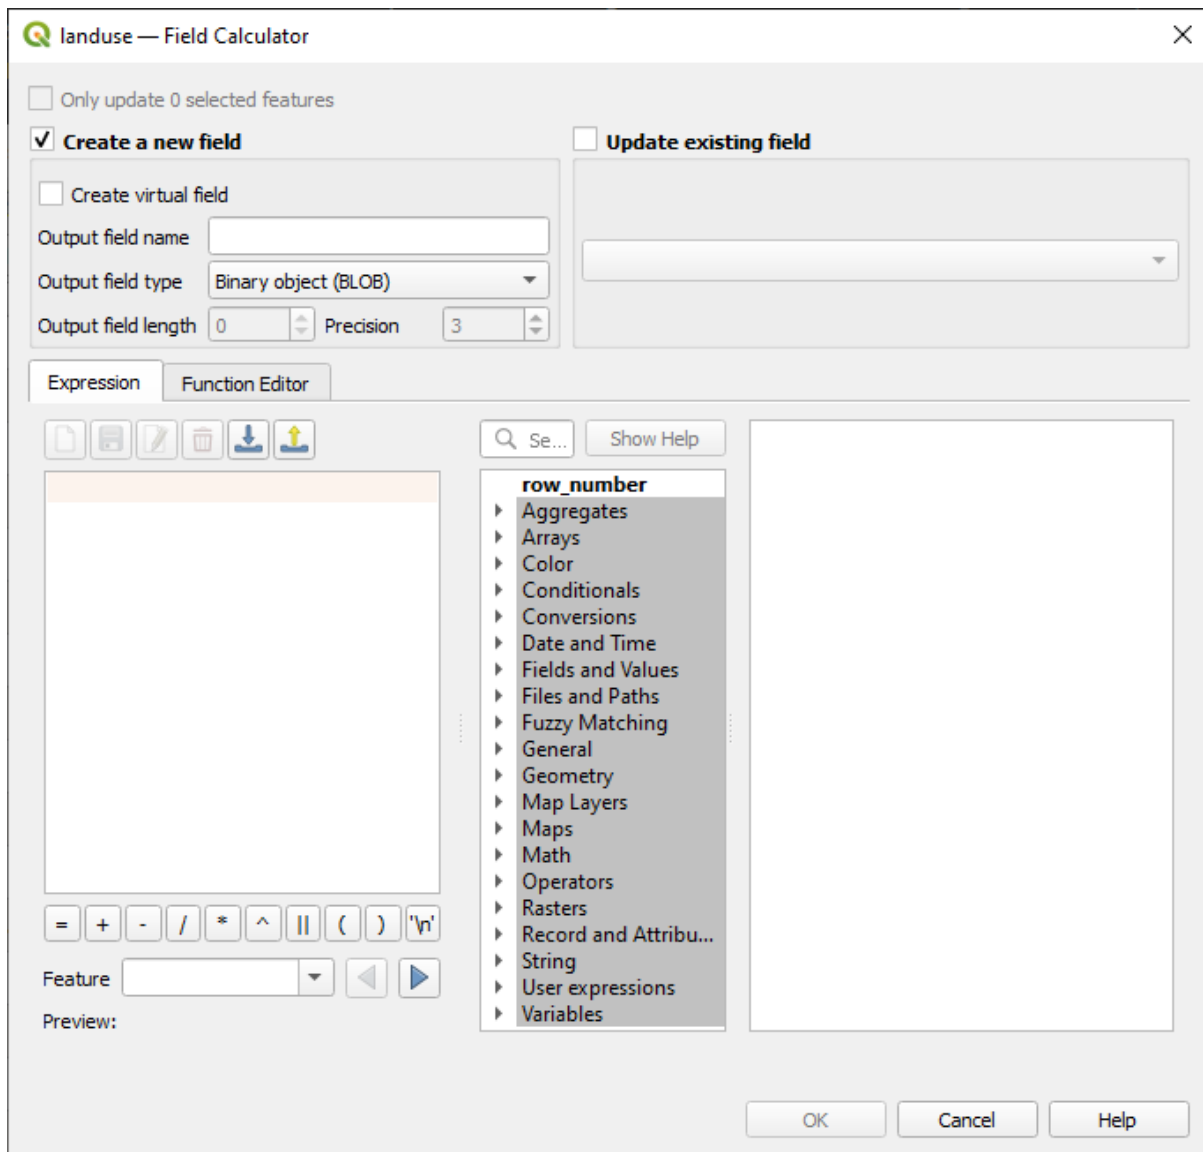 landuse — Field Calculator
Only update 0 selected features
Create a new field
Update existing field
Create virtual field
Output field name
Output field type Binary object (BLOB)
Output field length 0 Precision 3
Expression Function Editor
Se... Show Help
row_number
Aggregates
Arrays
Color
Conditionals
Conversions
Date and Time
Fields and Values
Files and Paths
Fuzzy Matching
General
Geometry
Map Layers
Maps
Math
Operators
Rasters
Record and Attribu...
String
User expressions
Variables
= + - / * ^ || ( ) '\n'
Feature
Preview:
OK Cancel Help